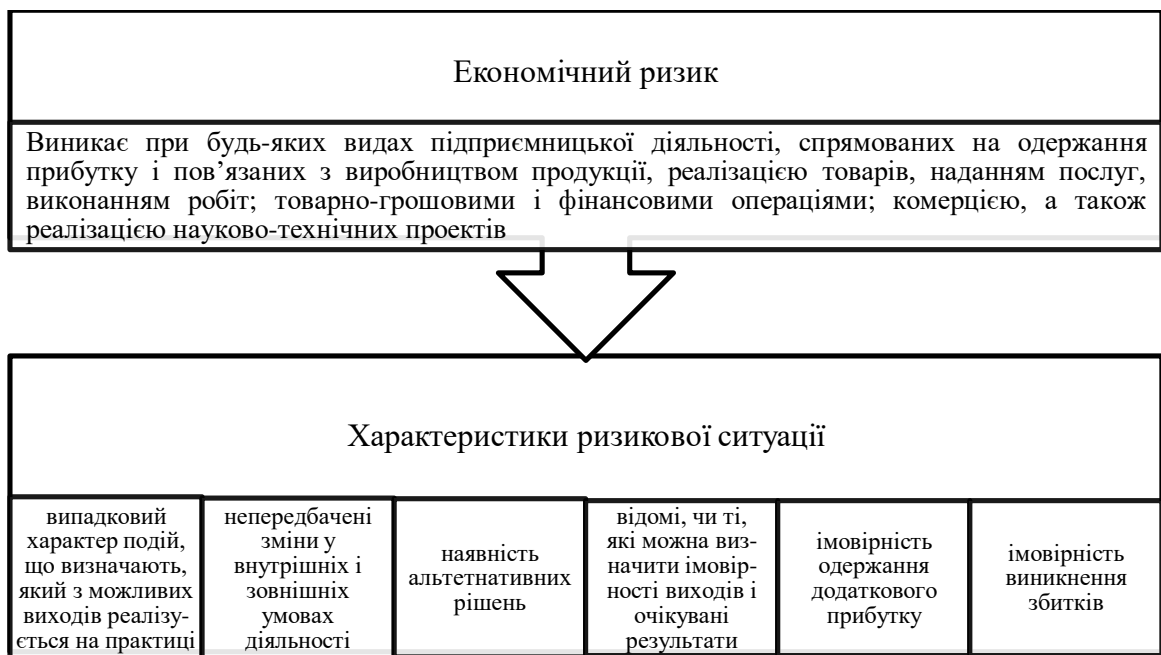 Економічний ризик
Виникає при будь-яких видах підприємницької діяльності, спрямованих на одержання
прибутку і пов’язаних з виробництвом продукції, реалізацією товарів, наданням послуг,
виконанням робіт; товарно-грошовими і фінансовими операціями; комерцією, а також
реалізацією науково-технічних проектів
Характеристики ризикової ситуації
випадковий
характер подій,
що визначають,
який з можливих
виходів реалізу-
ється на практиці
непередбачені
зміни у
внутрішніх і
зовнішніх
умовах
діяльності
наявність
альтетнативних
рішень
відомі, чи ті,
які можна виз-
начити імовір-
ності виходів і
очікувані
результати
імовірність
одержання
додаткового
прибутку
імовірність
виникнення
збитків